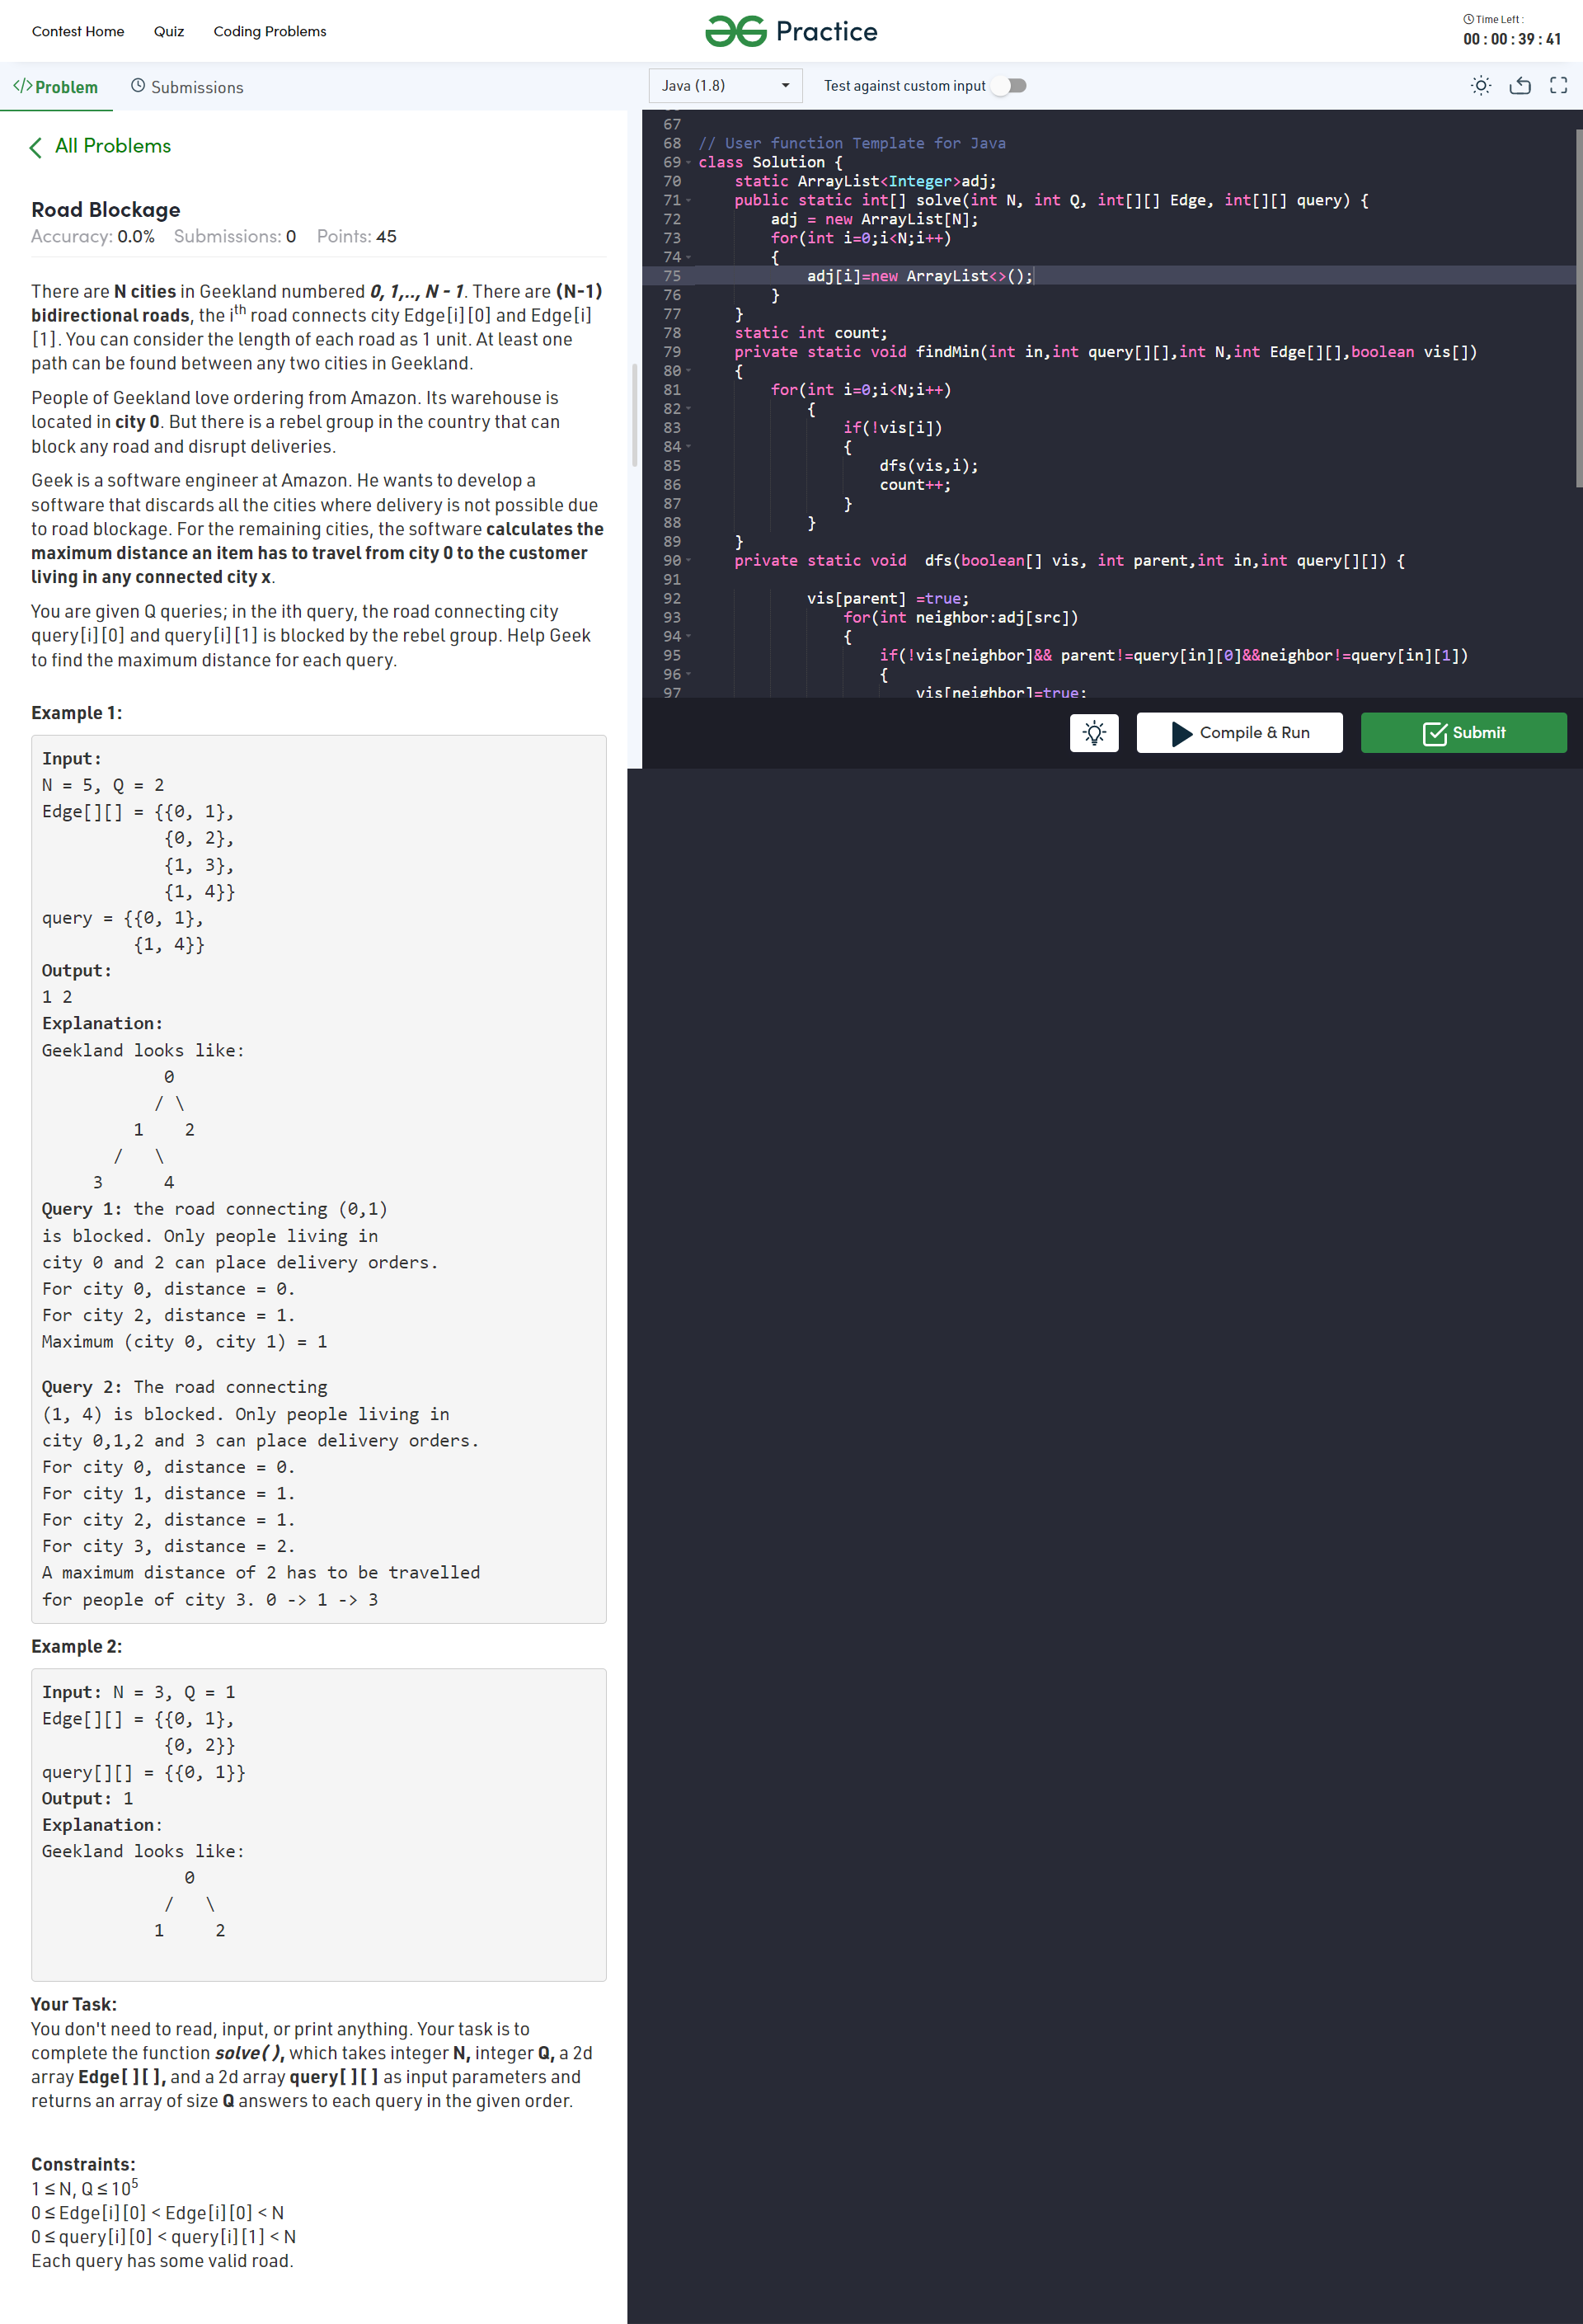 Contest Home Quiz Coding Problems
Practice
Time Left :
00 : 00 : 39 : 41
</>Problem
Submissions
Java (1.8)
Test against custom input
All Problems
Road Blockage
Accuracy: 0.0% Submissions: 0 Points: 45
There are N cities in Geekland numbered 0, 1,.., N - 1. There are (N-1)
bidirectional roads, the ith road connects city Edge[i][0] and Edge[i]
[1]. You can consider the length of each road as 1 unit. At least one
path can be found between any two cities in Geekland.
People of Geekland love ordering from Amazon. Its warehouse is
located in city 0. But there is a rebel group in the country that can
block any road and disrupt deliveries.
Geek is a software engineer at Amazon. He wants to develop a
software that discards all the cities where delivery is not possible due
to road blockage. For the remaining cities, the software calculates the
maximum distance an item has to travel from city 0 to the customer
living in any connected city x.
You are given Q queries; in the ith query, the road connecting city
query[i][0] and query[i][1] is blocked by the rebel group. Help Geek
to find the maximum distance for each query.
Example 1:
Input:
N = 5, Q = 2
Edge[][] = {{0, 1},
{0, 2},
{1, 3},
{1, 4}}
query = {{0, 1},
{1, 4}}
Output:
1 2
Explanation:
Geekland looks like:
0
/ \
1 2
/ \
3 4
Query 1: the road connecting (0,1)
is blocked. Only people living in
city 0 and 2 can place delivery orders.
For city 0, distance = 0.
For city 2, distance = 1.
Maximum (city 0, city 1) = 1
Query 2: The road connecting
(1, 4) is blocked. Only people living in
city 0,1,2 and 3 can place delivery orders.
For city 0, distance = 0.
For city 1, distance = 1.
For city 2, distance = 1.
For city 3, distance = 2.
A maximum distance of 2 has to be travelled
for people of city 3. 0 -> 1 -> 3
Example 2:
Input: N = 3, Q = 1
Edge[][] = {{0, 1},
{0, 2}}
query[][] = {{0, 1}}
Output: 1
Explanation:
Geekland looks like:
0
/ \
1 2
Your Task:
You don't need to read, input, or print anything. Your task is to
complete the function solve( ), which takes integer N, integer Q, a 2d
array Edge[ ][ ], and a 2d array query[ ][ ] as input parameters and
returns an array of size Q answers to each query in the given order.
Constraints:
1 ≤ N, Q ≤ 10^5
0 ≤ Edge[i][0] < Edge[i][0] < N
0 ≤ query[i][0] < query[i][1] < N
Each query has some valid road.
67
68 // User function Template for Java
69 class Solution {
70 static ArrayList<Integer>adj;
71 public static int[] solve(int N, int Q, int[][] Edge, int[][] query) {
72 adj = new ArrayList[N];
73 for(int i=0;i<N;i++)
74 {
75 adj[i]=new ArrayList<>();
76 }
77 }
78 static int count;
79 private static void findMin(int in,int query[][],int N,int Edge[][],boolean vis[])
80 {
81 for(int i=0;i<N;i++)
82 {
83 if(!vis[i])
84 {
85 dfs(vis,i);
86 count++;
87 }
88 }
89 }
90 private static void  dfs(boolean[] vis, int parent,int in,int query[][]) {
91
92 vis[parent] =true;
93 for(int neighbor:adj[src])
94 {
95 if(!vis[neighbor]&& parent!=query[in][0]&&neighbor!=query[in][1])
96 {
97 vis[neighbor]=true;
Compile & Run
Submit